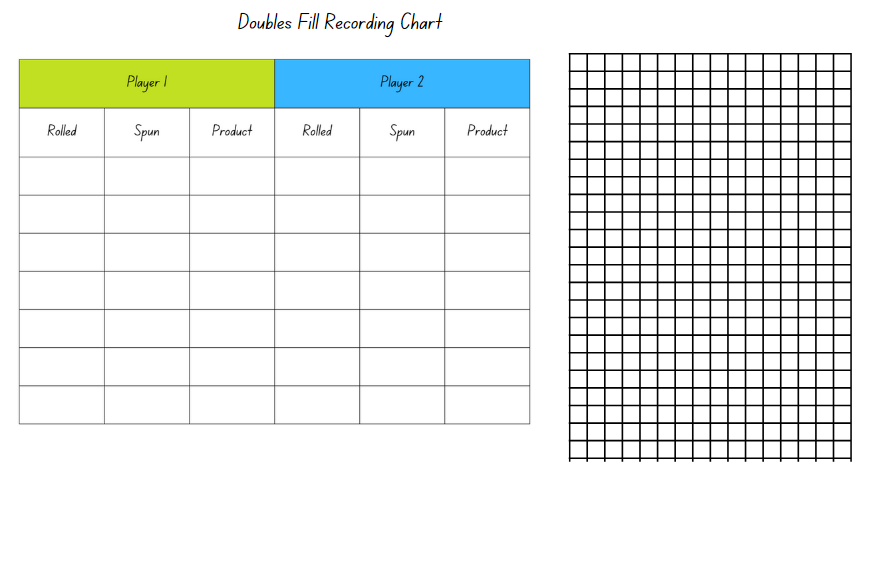 Doubles Fill Recording Chart
Player 1 Player 2
Rolled Spun Product Rolled Spun Product